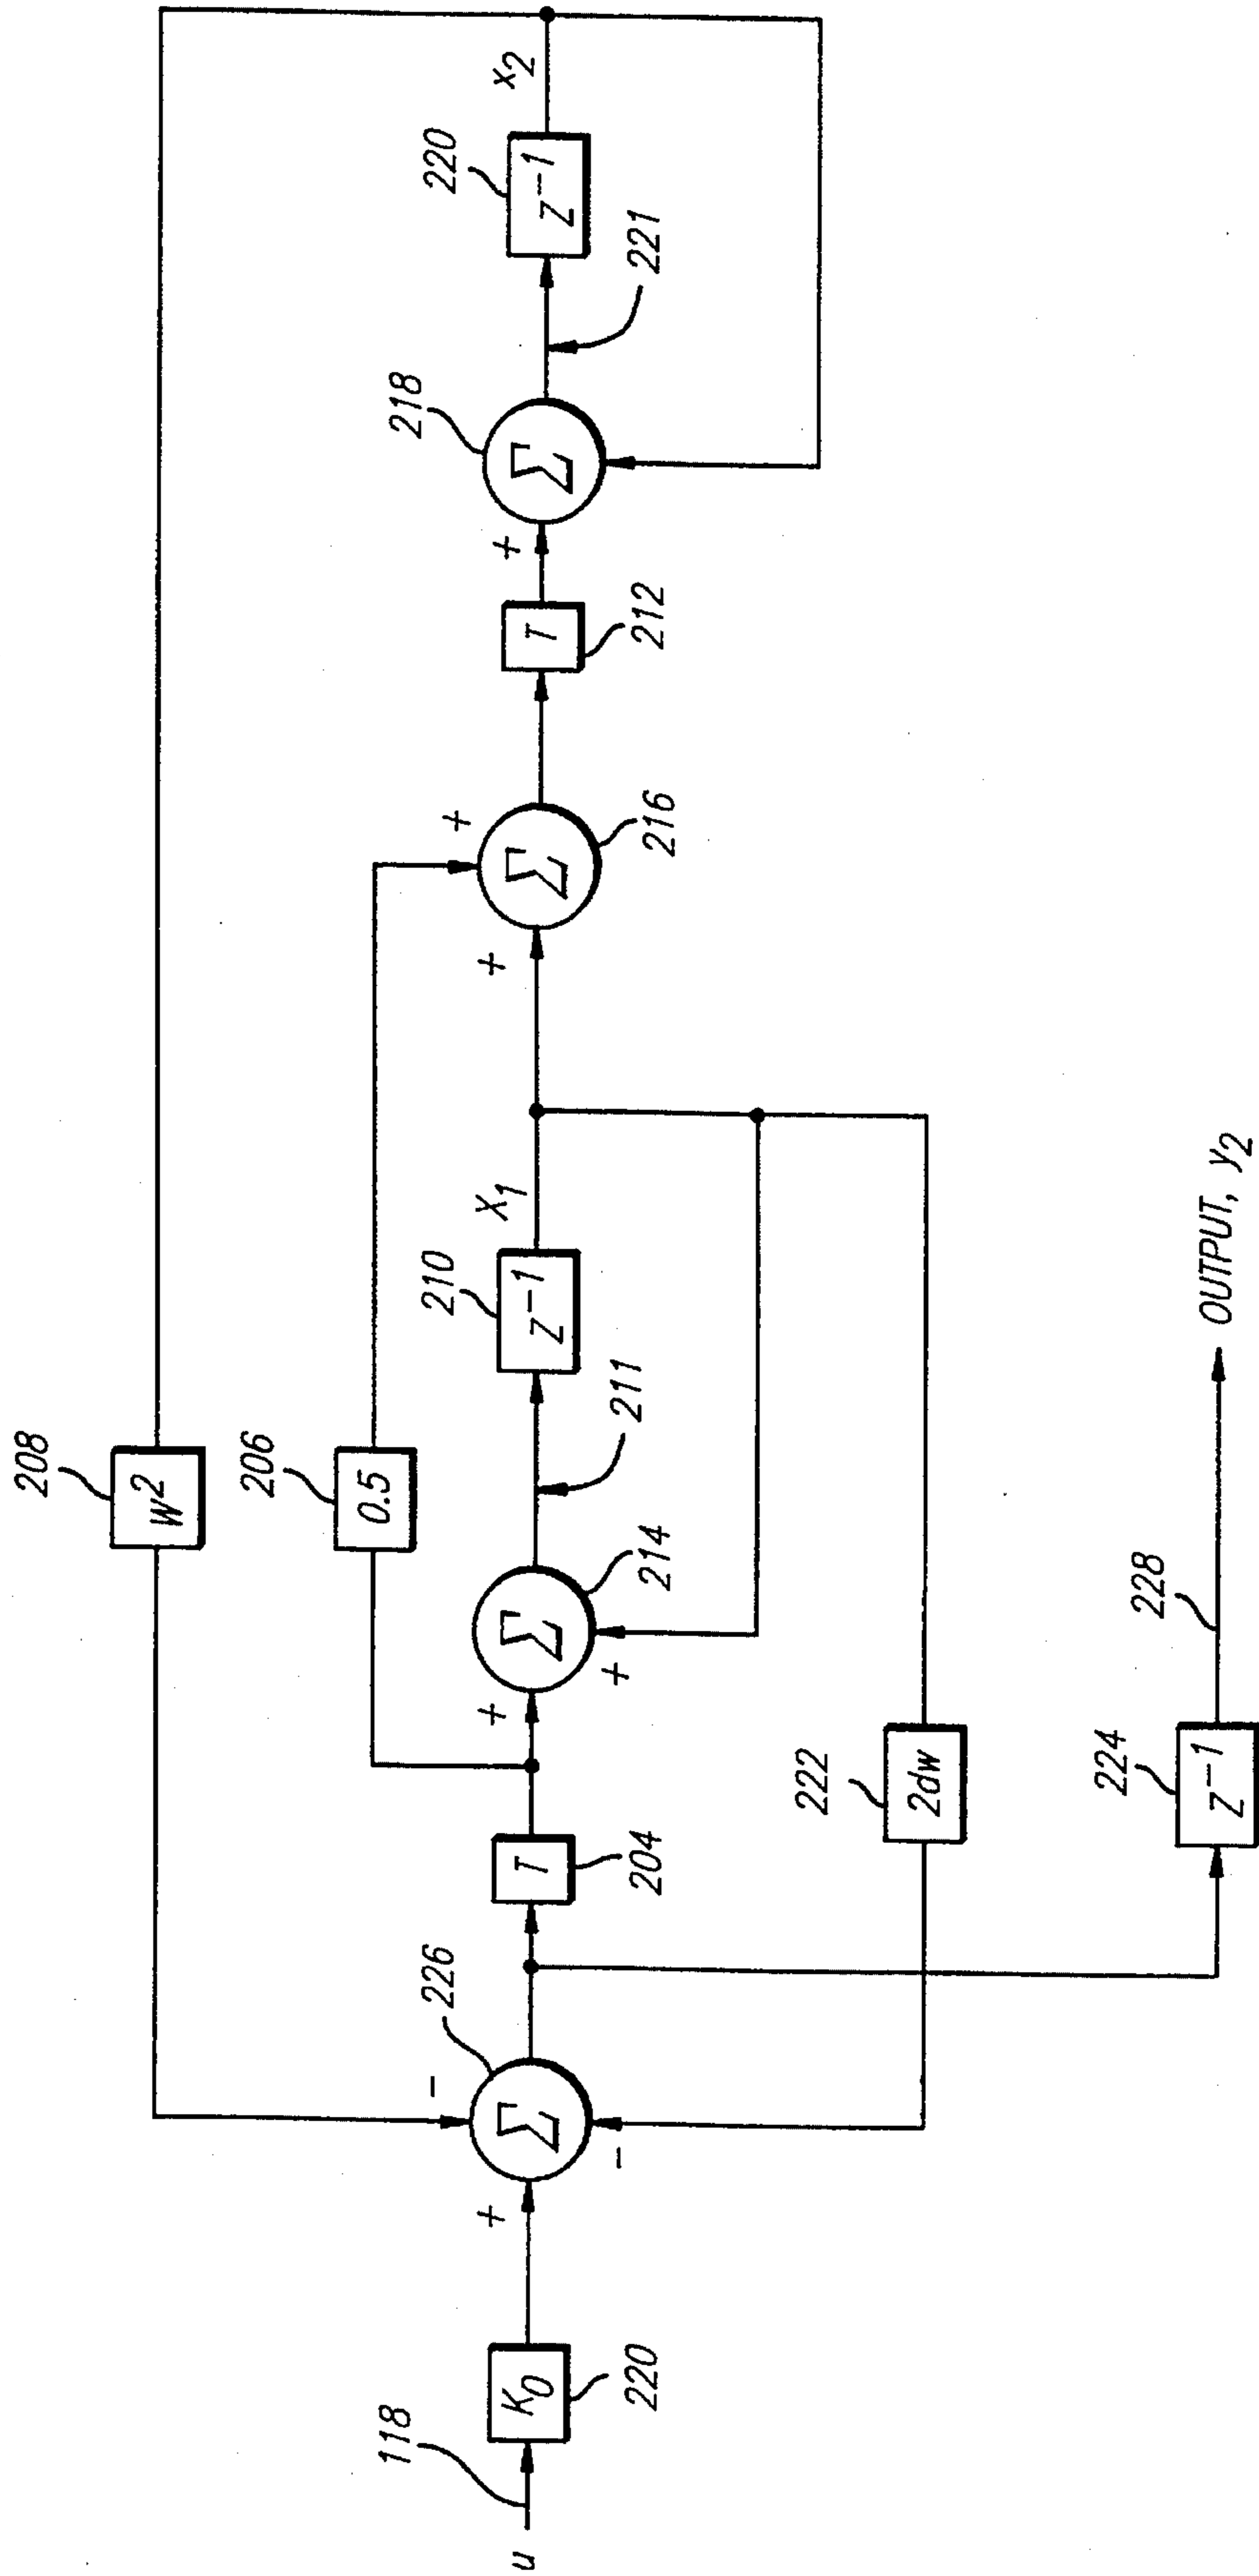 208
W²
206
0.5
220
Z⁻¹
x₂
218
Σ
+
221
T
212
+
Σ
216
+
X₁
210
Z⁻¹
211
Σ
214
+
+
T
204
226
Σ
-
-
+
K₀
220
118
u
2dw
222
Z⁻¹
224
228
OUTPUT, y₂